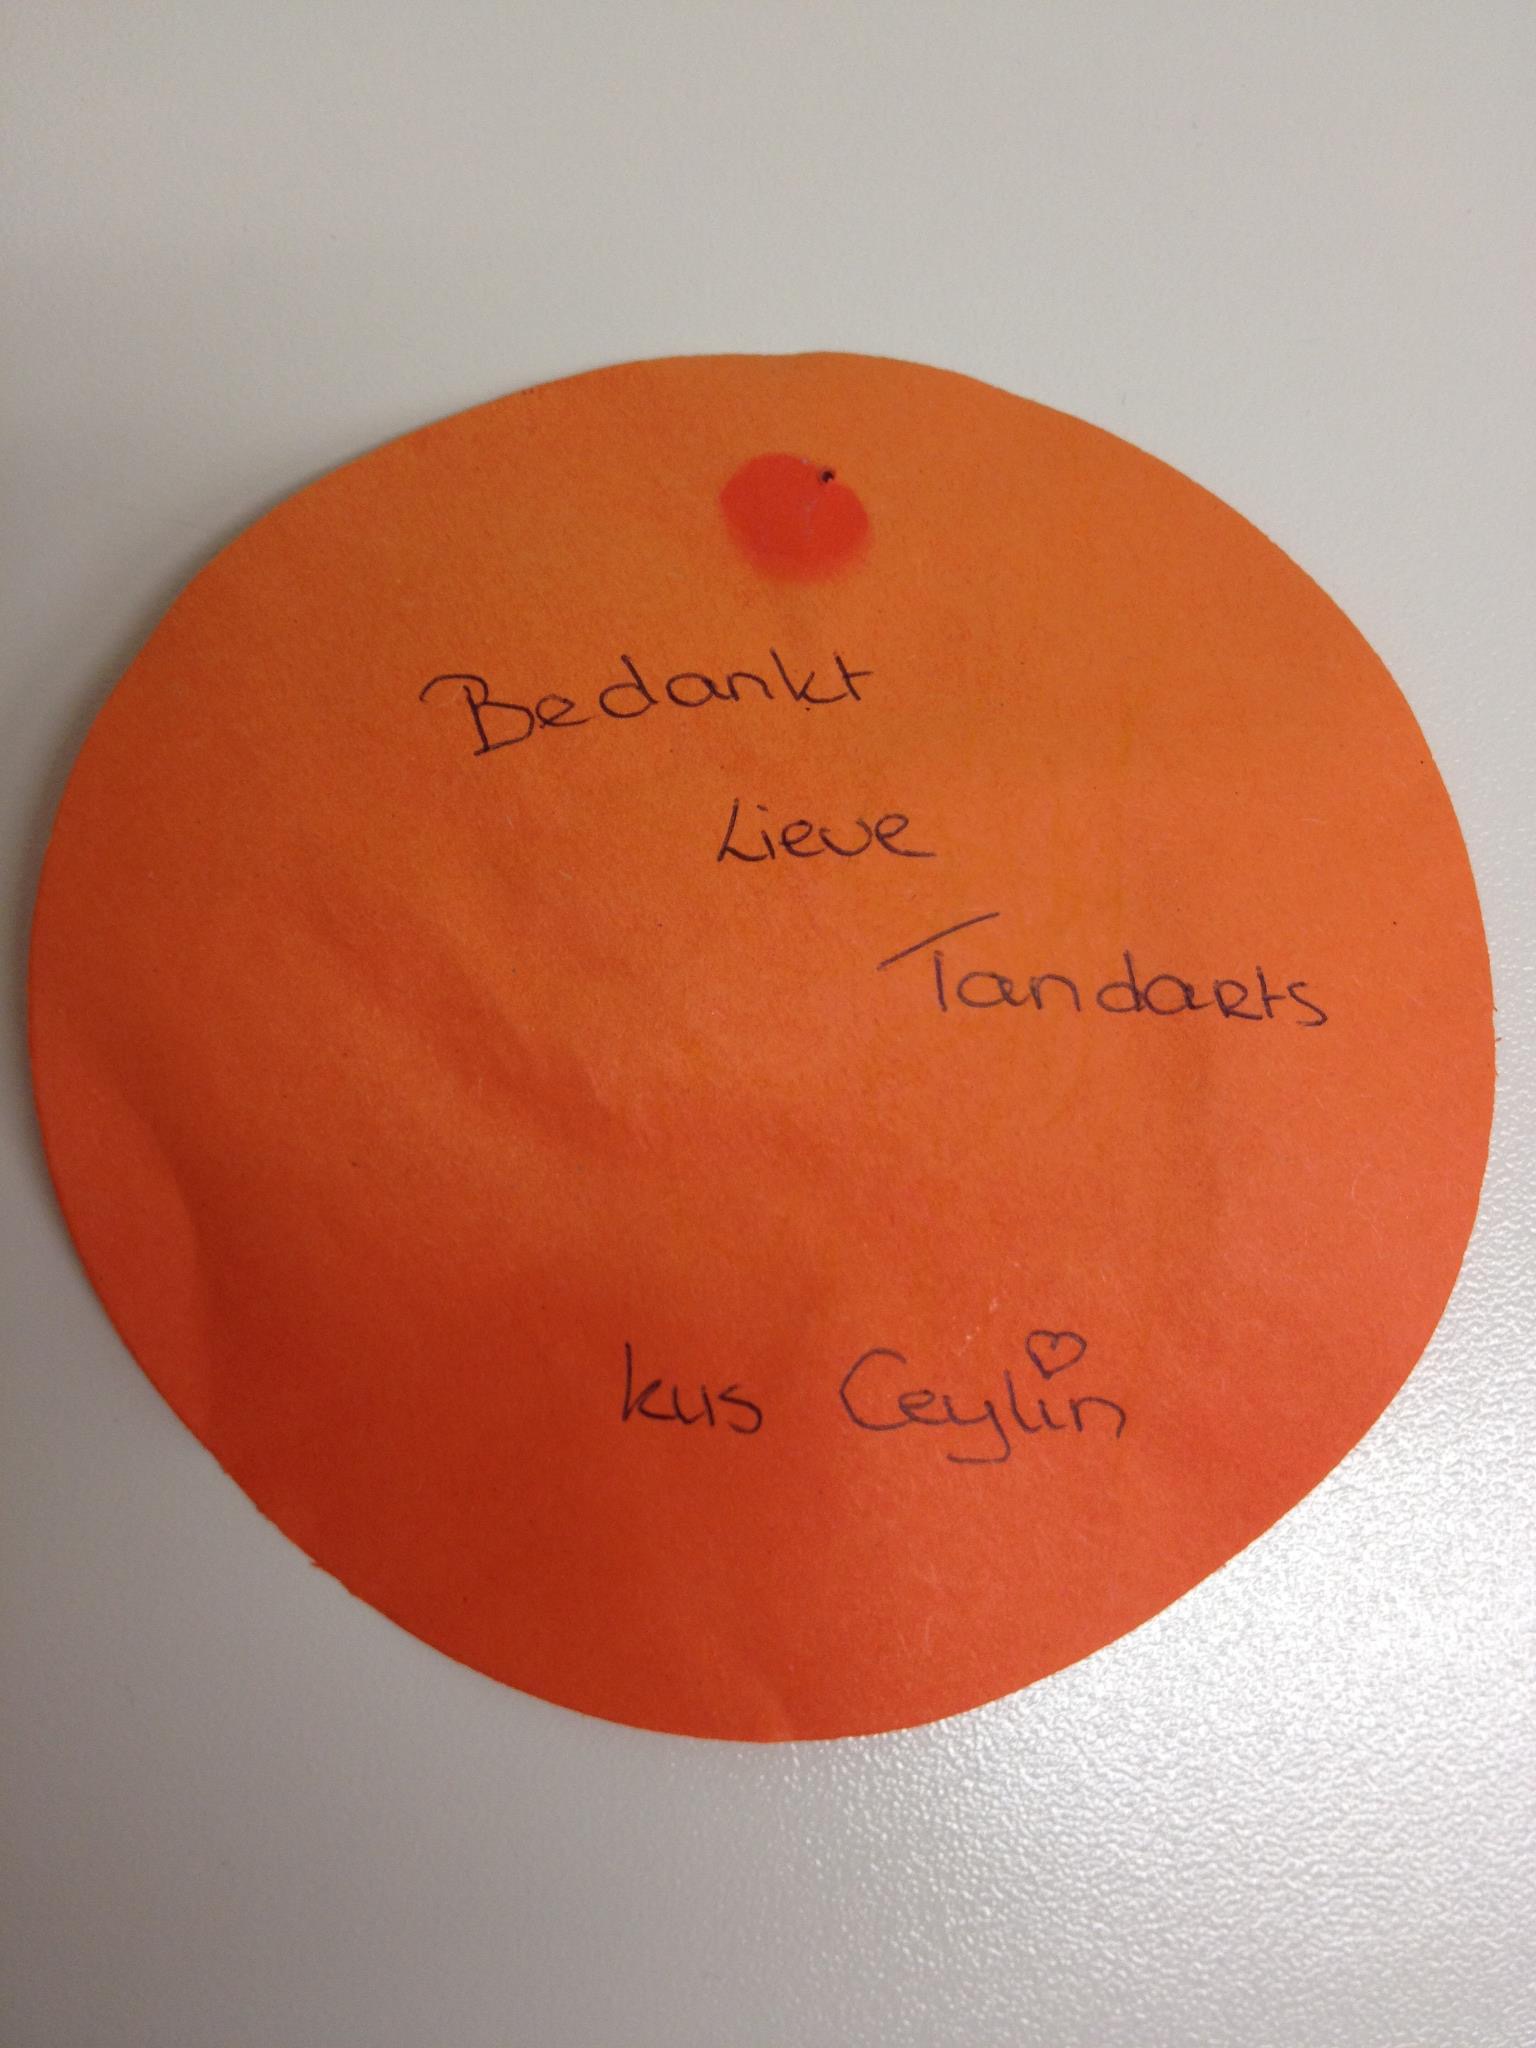 Bedankt
Lieve
Tandarts
kus Ceylin